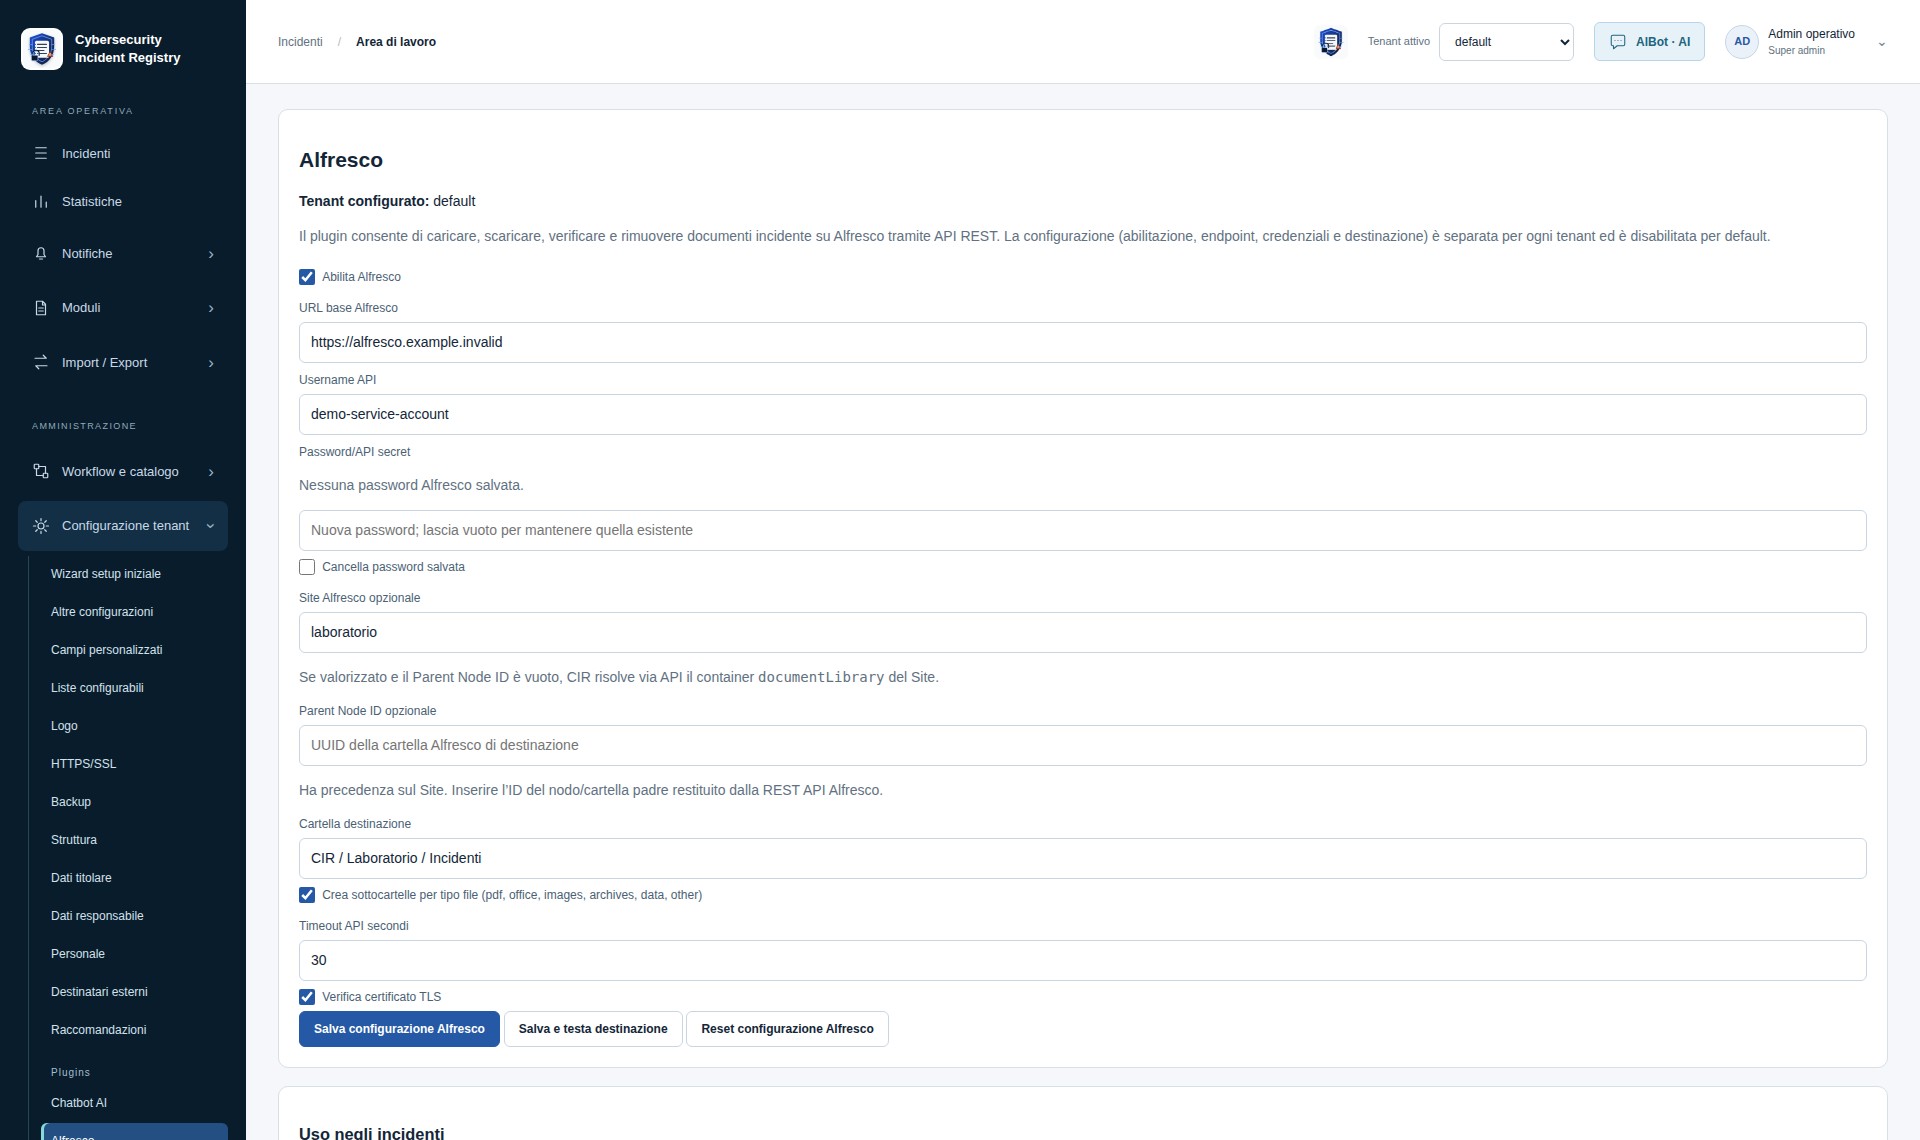 Cybersecurity
Incident Registry
AREA OPERATIVA
Incidenti
Statistiche
Notifiche
Moduli
Import / Export
AMMINISTRAZIONE
Workflow e catalogo
Configurazione tenant
Wizard setup iniziale
Altre configurazioni
Campi personalizzati
Liste configurabili
Logo
HTTPS/SSL
Backup
Struttura
Dati titolare
Dati responsabile
Personale
Destinatari esterni
Raccomandazioni
Plugins
Chatbot AI
Alfresco
Incidenti / Area di lavoro
Tenant attivo
default
AIBot · AI
AD
Admin operativo
Super admin
Alfresco
Tenant configurato: default
Il plugin consente di caricare, scaricare, verificare e rimuovere documenti incidente su Alfresco tramite API REST. La configurazione (abilitazione, endpoint, credenziali e destinazione) è separata per ogni tenant ed è disabilitata per default.
Abilita Alfresco
URL base Alfresco
https://alfresco.example.invalid
Username API
demo-service-account
Password/API secret
Nessuna password Alfresco salvata.
Nuova password; lascia vuoto per mantenere quella esistente
Cancella password salvata
Site Alfresco opzionale
laboratorio
Se valorizzato e il Parent Node ID è vuoto, CIR risolve via API il container documentLibrary del Site.
Parent Node ID opzionale
UUID della cartella Alfresco di destinazione
Ha precedenza sul Site. Inserire l'ID del nodo/cartella padre restituito dalla REST API Alfresco.
Cartella destinazione
CIR / Laboratorio / Incidenti
Crea sottocartelle per tipo file (pdf, office, images, archives, data, other)
Timeout API secondi
30
Verifica certificato TLS
Salva configurazione Alfresco
Salva e testa destinazione
Reset configurazione Alfresco
Uso negli incidenti